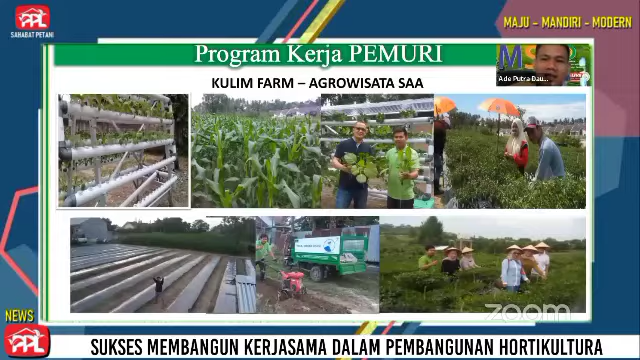 PPL
SAHABAT PETANI
MAJU – MANDIRI – MODERN
Program Kerja PEMURI
Ade Putra Dau...
KULIM FARM – AGROWISATA SAA
zoom
NEWS
PPL
SUKSES MEMBANGUN KERJASAMA DALAM PEMBANGUNAN HORTIKULTURA